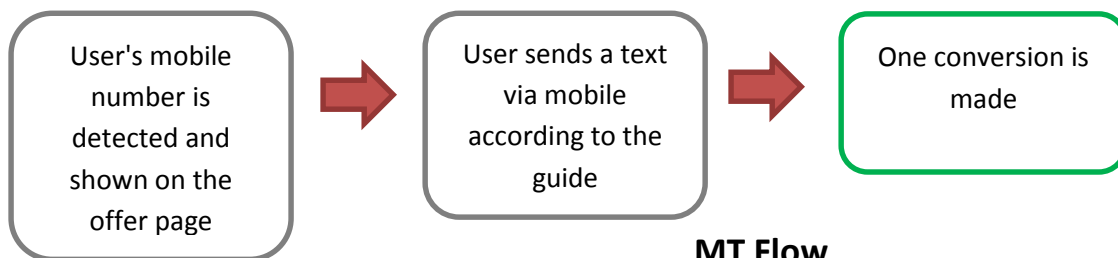 User's mobile
number is
detected and
shown on the
offer page
User sends a text
via mobile
according to the
guide
One conversion is
made
MT Flow